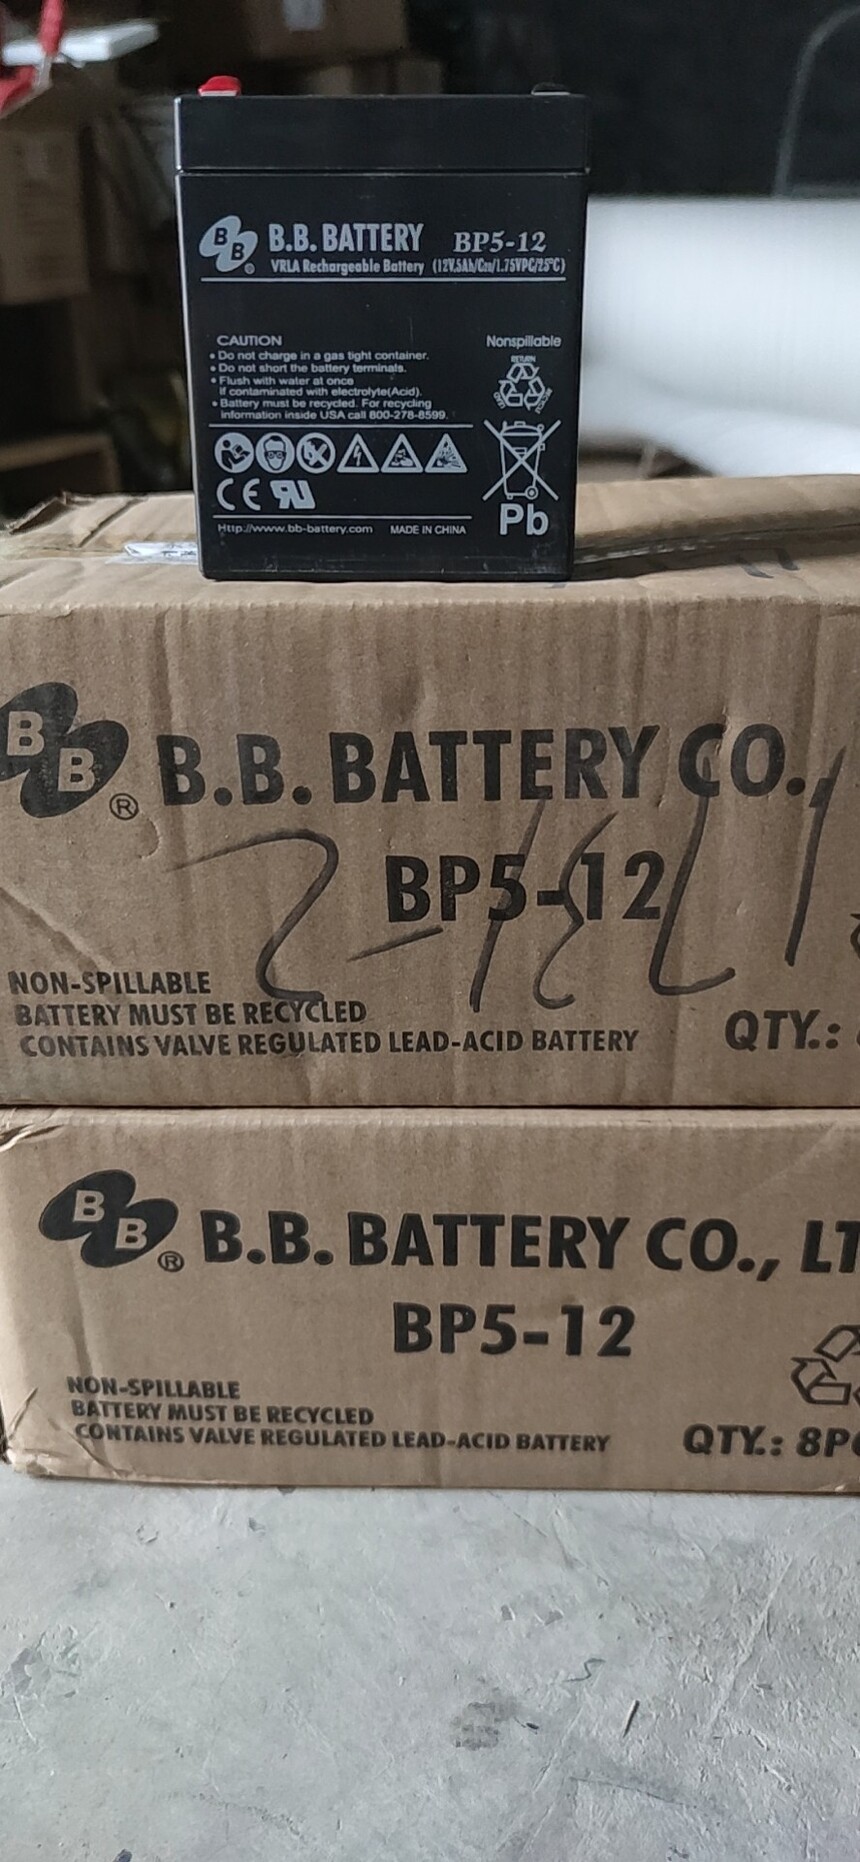 B B ® B.B. BATTERY BP5-12
VRLA Rechargeable Battery (12V,5Ah/C₂₀/1.75VPC/25°C)
CAUTION
• Do not charge in a gas tight container.
• Do not short the battery terminals.
• Flush with water at once
if contaminated with electrolyte(Acid).
• Battery must be recycled. For recycling
information inside USA call 800-278-8599.
Nonspillable
RETURN
CE RU
Pb
Http://www.bb-battery.com MADE IN CHINA
B B ® B.B. BATTERY CO.,
BP5-12
NON-SPILLABLE
BATTERY MUST BE RECYCLED
CONTAINS VALVE REGULATED LEAD-ACID BATTERY
QTY.:
B B ® B.B. BATTERY CO., LT
BP5-12
NON-SPILLABLE
BATTERY MUST BE RECYCLED
CONTAINS VALVE REGULATED LEAD-ACID BATTERY
QTY.: 8P